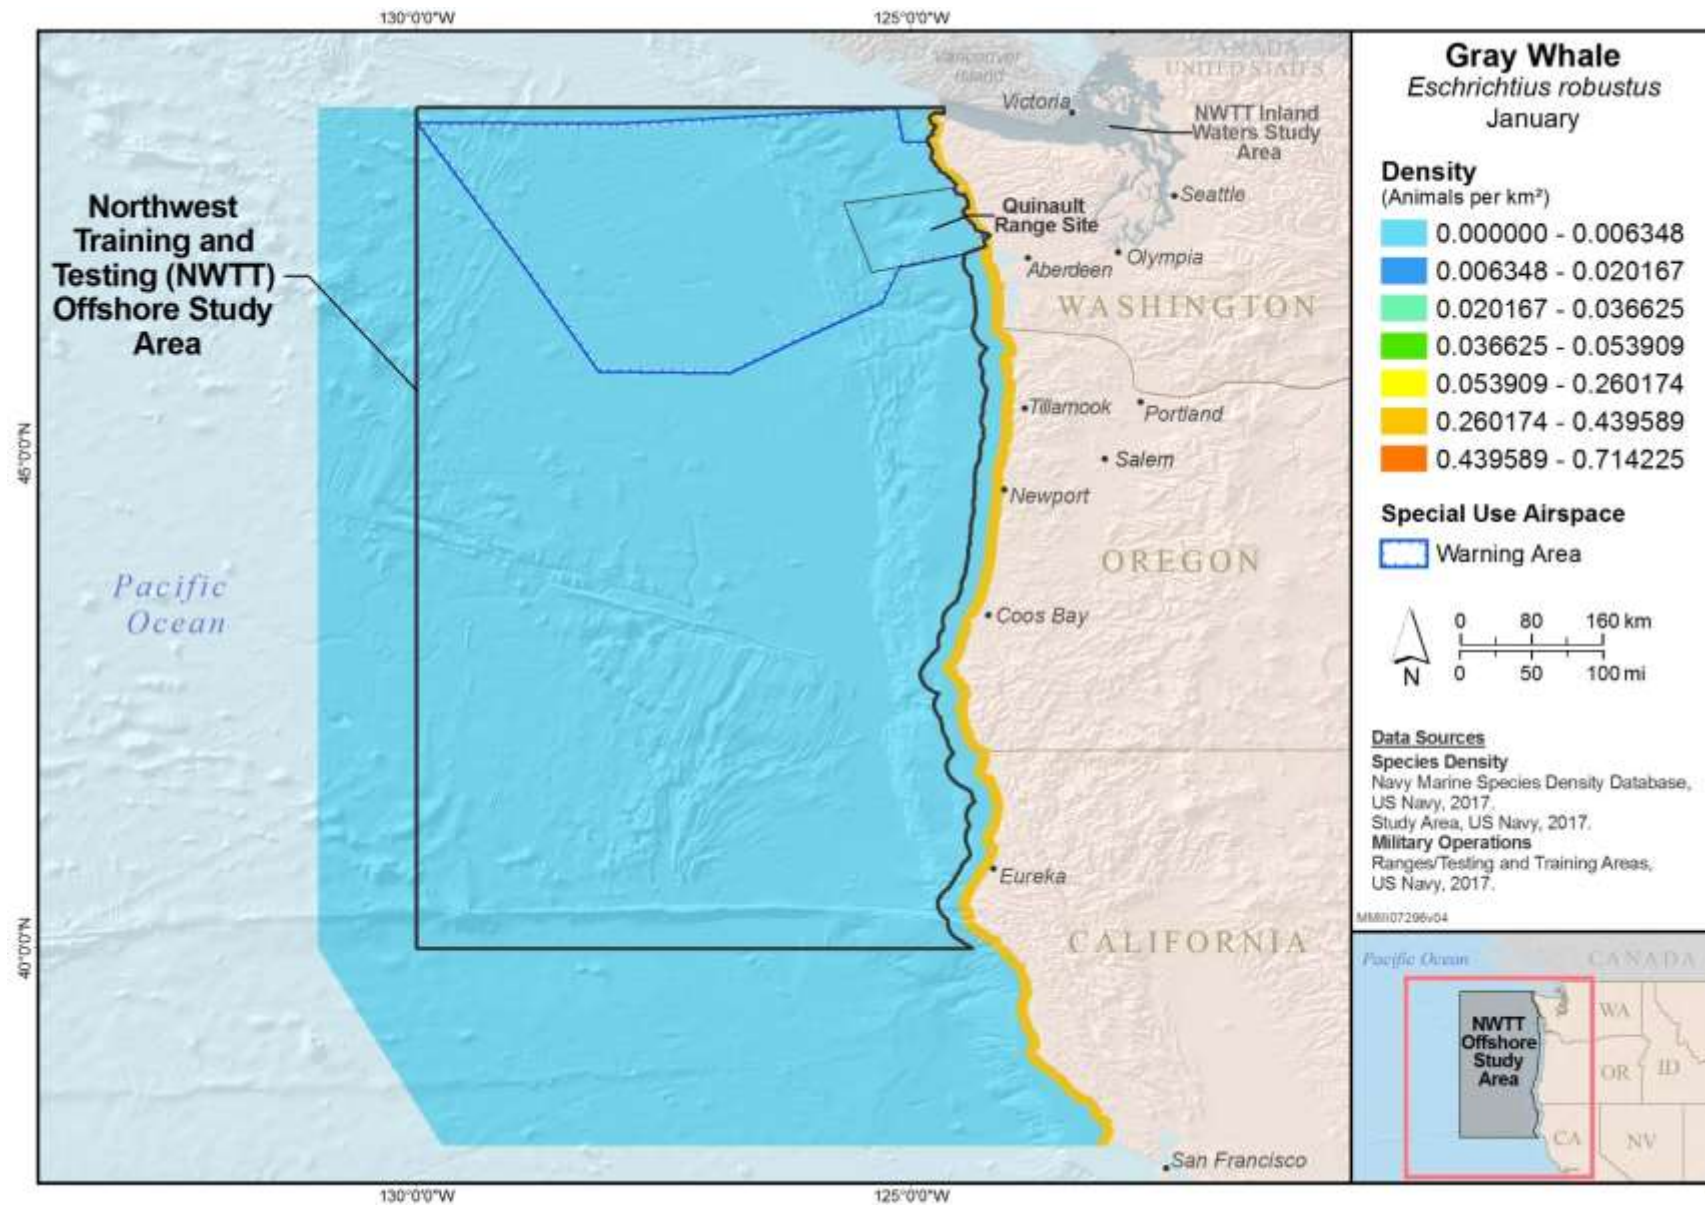 130°0'0"W
125°0'0"W
Vancouver
Island
CANADA
UNITED STATES
Victoria
NWTT Inland
Waters Study
Area
Seattle
Northwest
Training and
Testing (NWTT)
Offshore Study
Area
Quinault
Range Site
Aberdeen
Olympia
WASHINGTON
Tillamook
Portland
45°0'0"N
Salem
Newport
Pacific
Ocean
OREGON
Coos Bay
Eureka
40°0'0"N
CALIFORNIA
San Francisco
130°0'0"W
125°0'0"W
Gray Whale
Eschrichtius robustus
January
Density
(Animals per km²)
0.000000 - 0.006348
0.006348 - 0.020167
0.020167 - 0.036625
0.036625 - 0.053909
0.053909 - 0.260174
0.260174 - 0.439589
0.439589 - 0.714225
Special Use Airspace
Warning Area
0 80 160 km
0 50 100 mi
N
Data Sources
Species Density
Navy Marine Species Density Database,
US Navy, 2017.
Study Area, US Navy, 2017.
Military Operations
Ranges/Testing and Training Areas,
US Navy, 2017.
Pacific Ocean
CANADA
WA
NWTT
Offshore
Study
Area
OR
ID
CA
NV